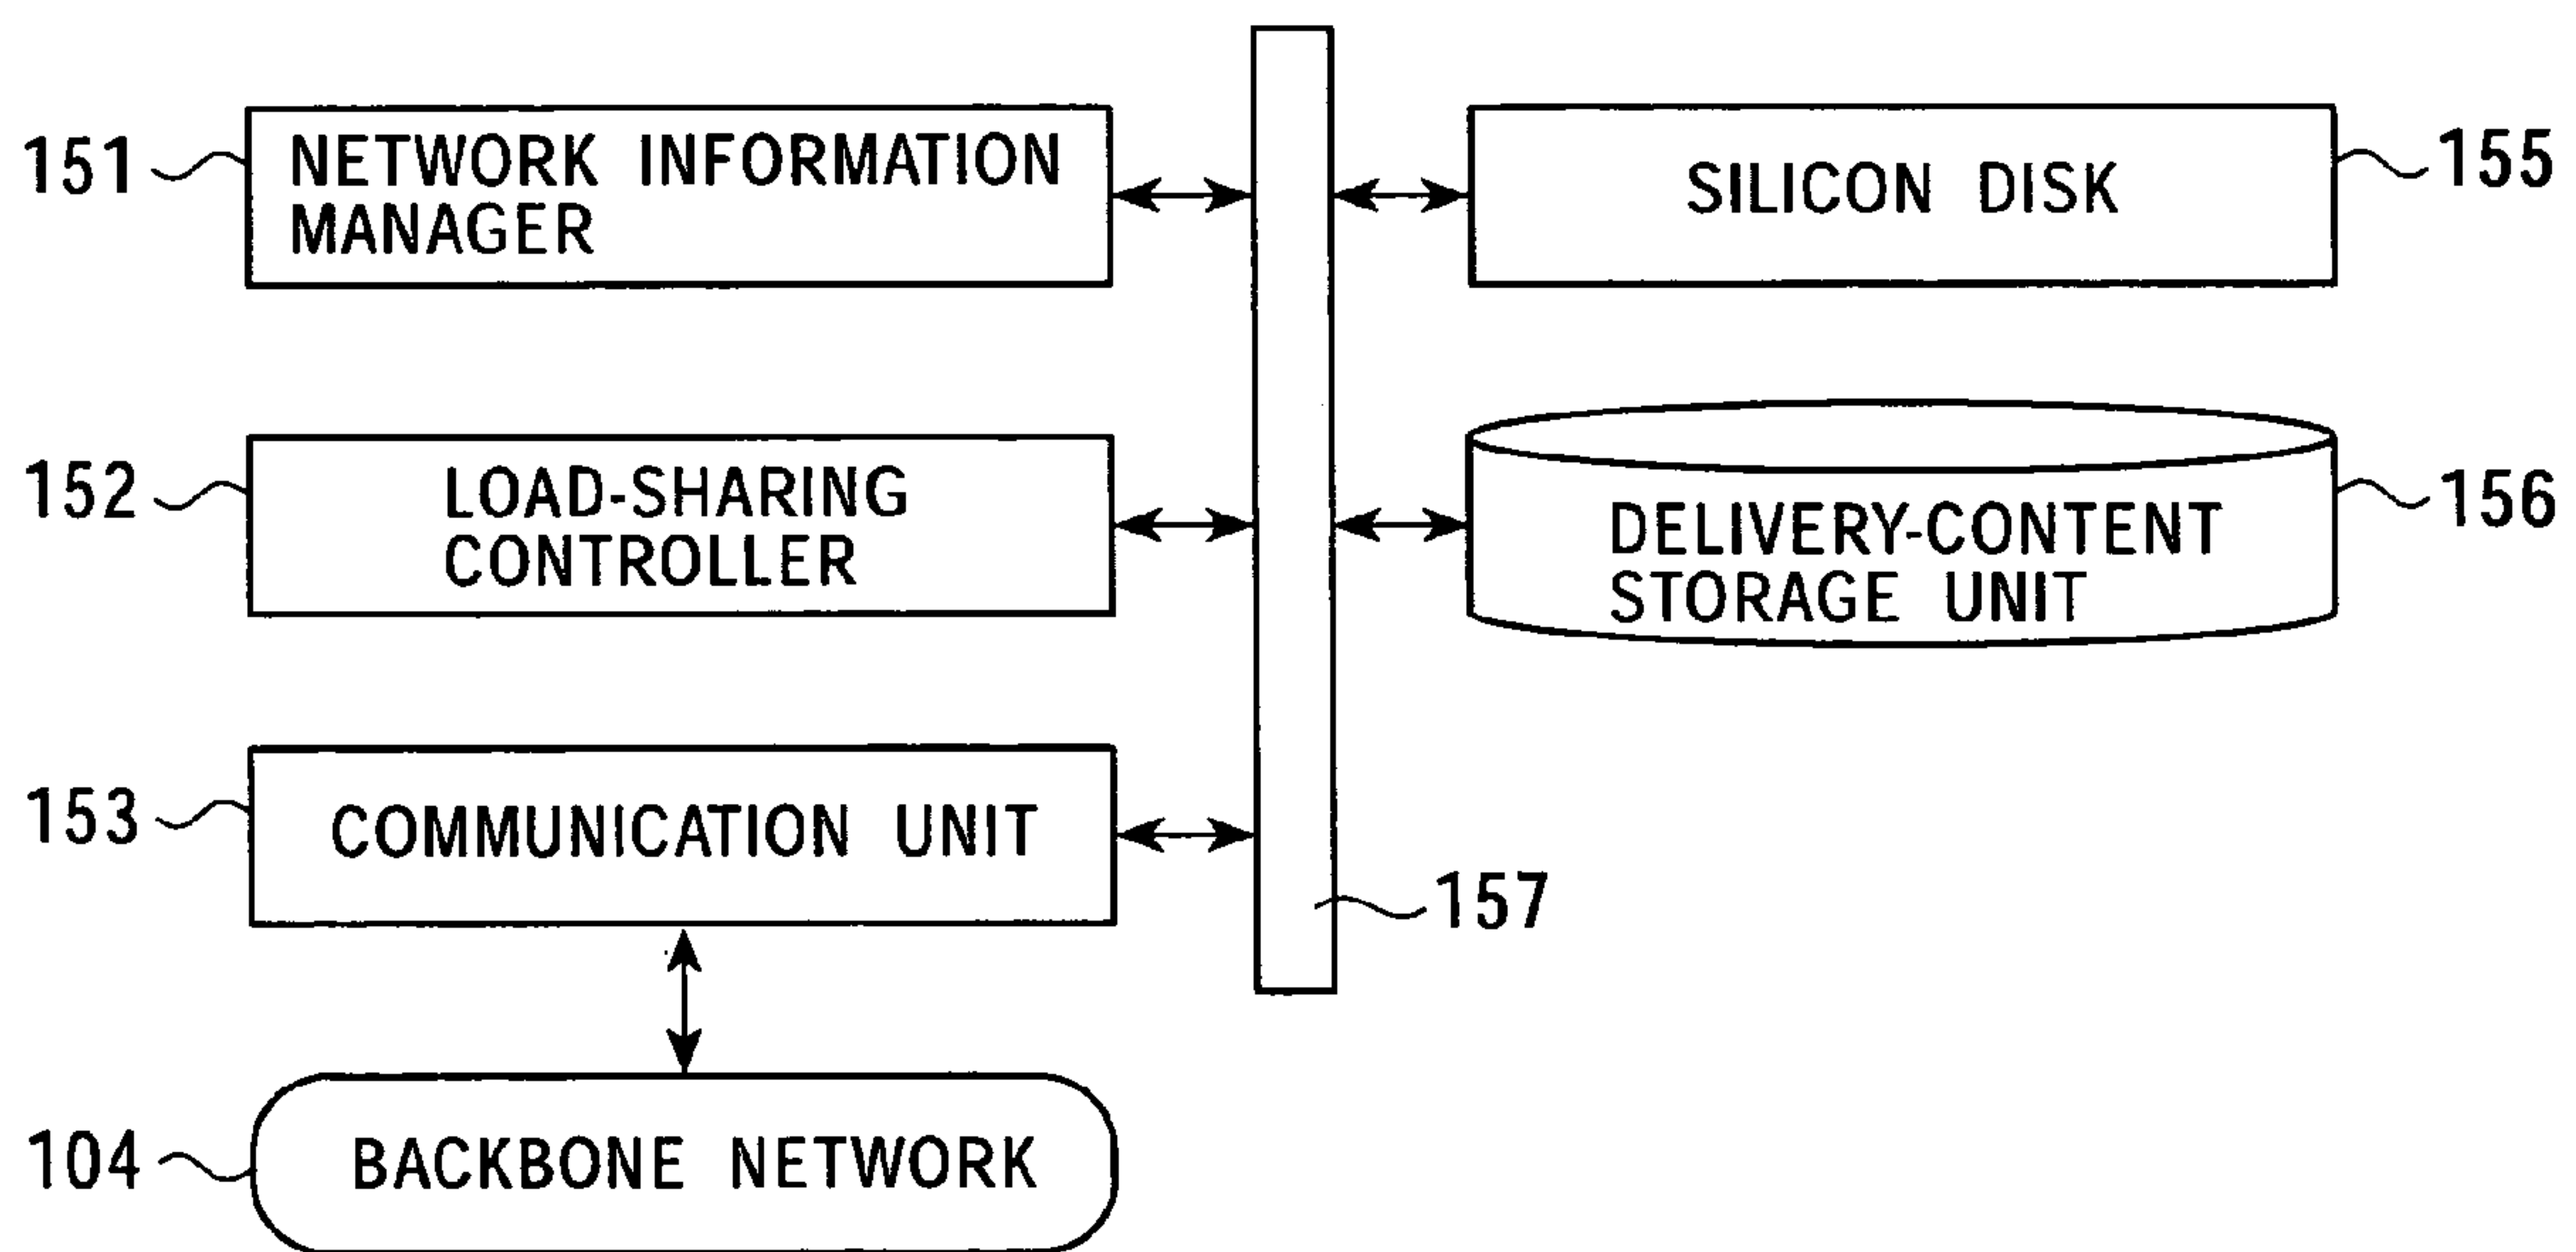 151
NETWORK INFORMATION
MANAGER
SILICON DISK
155
152
LOAD-SHARING
CONTROLLER
DELIVERY-CONTENT
STORAGE UNIT
156
153
COMMUNICATION UNIT
157
104
BACKBONE NETWORK